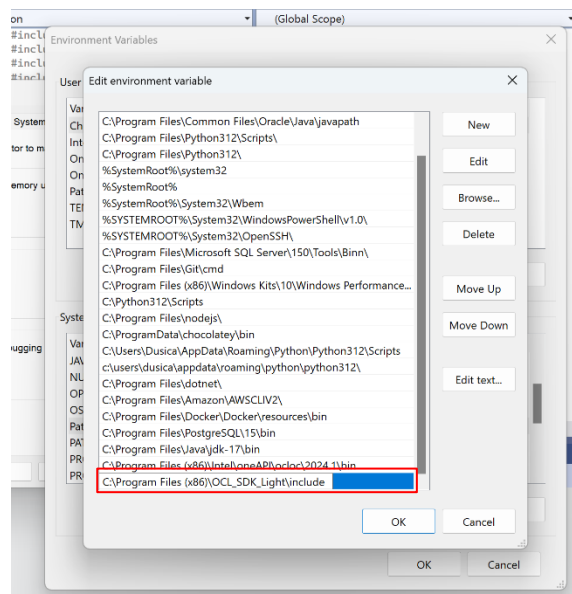 on
(Global Scope)
#inclu
#inclu
#inclu
#inclu
Environment Variables
User
Edit environment variable
Var
Ch
Int
On
On
Pat
TE
TM
System
tor to m
emory u
C:\Program Files\Common Files\Oracle\Java\javapath
C:\Program Files\Python312\Scripts\
C:\Program Files\Python312\
%SystemRoot%\system32
%SystemRoot%
%SystemRoot%\System32\Wbem
%SYSTEMROOT%\System32\WindowsPowerShell\v1.0\
%SYSTEMROOT%\System32\OpenSSH\
C:\Program Files\Microsoft SQL Server\150\Tools\Binn\
C:\Program Files\Git\cmd
C:\Program Files (x86)\Windows Kits\10\Windows Performance...
C:\Python312\Scripts
C:\Program Files\nodejs\
C:\ProgramData\chocolatey\bin
C:\Users\Dusica\AppData\Roaming\Python\Python312\Scripts
c:\users\dusica\appdata\roaming\python\python312\
C:\Program Files\dotnet\
C:\Program Files\Amazon\AWSCLIV2\
C:\Program Files\Docker\Docker\resources\bin
C:\Program Files\PostgreSQL\15\bin
C:\Program Files\Java\jdk-17\bin
C:\Program Files (x86)\Intel\oneAPI\ocloc\2024.1\bin
C:\Program Files (x86)\OCL_SDK_Light\include
New
Edit
Browse...
Delete
Move Up
Move Down
Edit text...
Syste
ugging
Var
JAV
NU
OP
OS
Pat
PAT
PR
PR
OK
Cancel
OK
Cancel